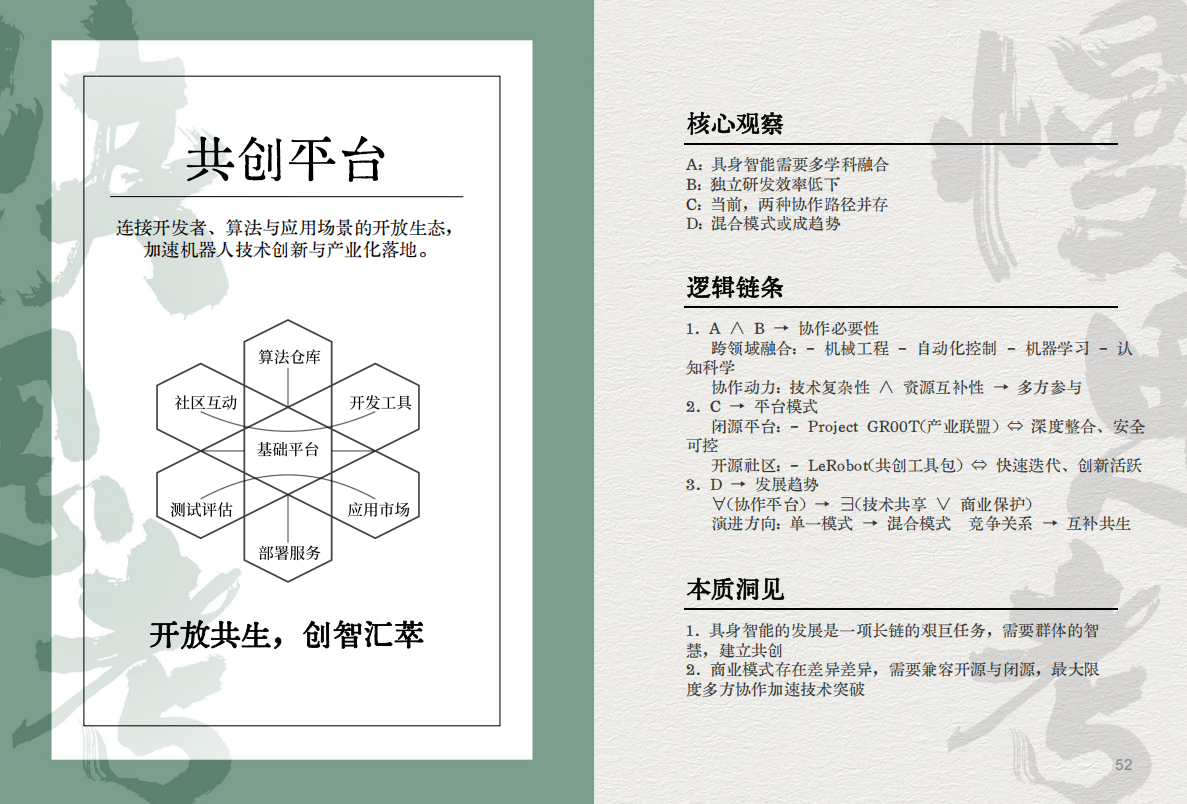 共创平台
连接开发者、算法与应用场景的开放生态，
加速机器人技术创新与产业化落地。
算法仓库
社区互动
开发工具
基础平台
测试评估
应用市场
部署服务
开放共生，创智汇萃
核心观察
A: 具身智能需要多学科融合
B: 独立研发效率低下
C: 当前，两种协作路径并存
D: 混合模式或成趋势
逻辑链条
1. A ∧ B → 协作必要性
跨领域融合: - 机械工程 - 自动化控制 - 机器学习 - 认
知科学
协作动力: 技术复杂性 ∧ 资源互补性 → 多方参与
2. C → 平台模式
闭源平台: - Project GR00T(产业联盟) ⇔ 深度整合、安全
可控
开源社区: - LeRobot(共创工具包) ⇔ 快速迭代、创新活跃
3. D → 发展趋势
∀(协作平台) → ∃(技术共享 ∨ 商业保护)
演进方向: 单一模式 → 混合模式 竞争关系 → 互补共生
本质洞见
1. 具身智能的发展是一项长链的艰巨任务，需要群体的智
慧，建立共创
2. 商业模式存在差异差异，需要兼容开源与闭源，最大限
度多方协作加速技术突破
快思考
慢思考
52